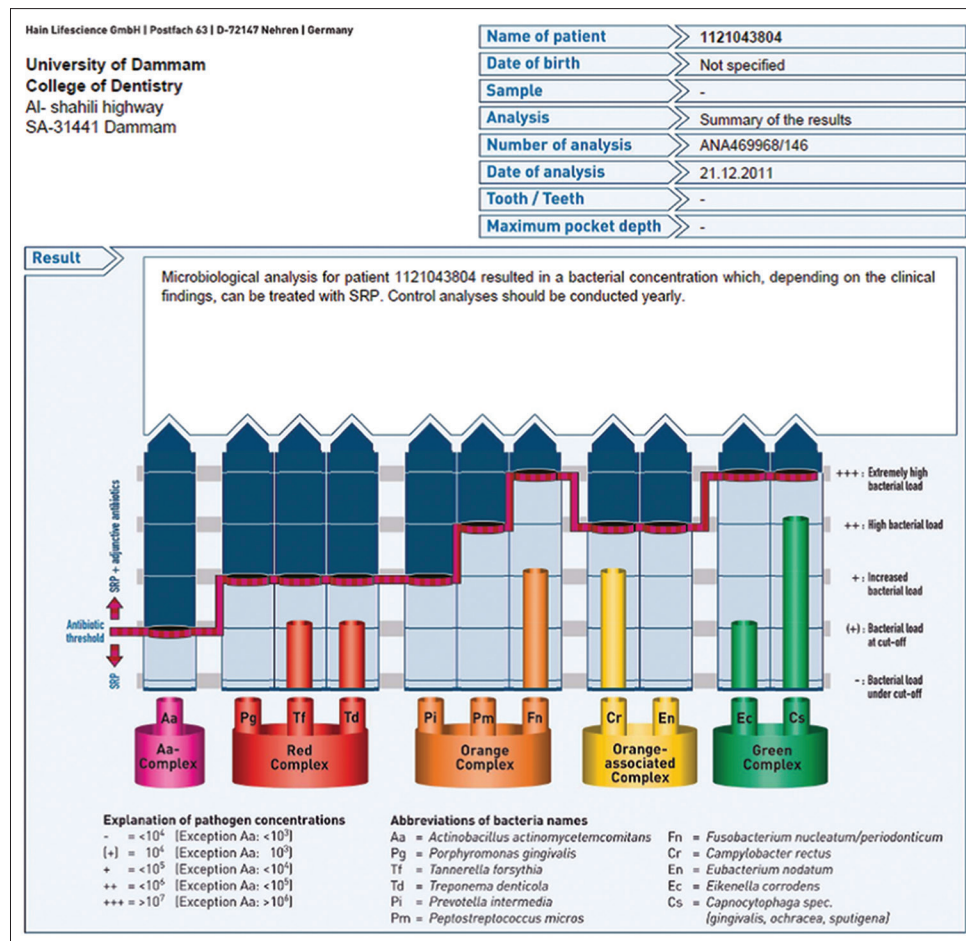 Hain Lifescience GmbH | Postfach 63 | D-72147 Nehren | Germany
University of Dammam
College of Dentistry
Al- shahili highway
SA-31441 Dammam
Name of patient 1121043804
Date of birth Not specified
Sample -
Analysis Summary of the results
Number of analysis ANA469968/146
Date of analysis 21.12.2011
Tooth / Teeth -
Maximum pocket depth -
Result
Microbiological analysis for patient 1121043804 resulted in a bacterial concentration which, depending on the clinical
findings, can be treated with SRP. Control analyses should be conducted yearly.
SRP + adjunctive antibiotics
Antibiotic
threshold
SRP
+++ : Extremely high
bacterial load
++ : High bacterial load
+ : Increased
bacterial load
(+) : Bacterial load
at cut-off
- : Bacterial load
under cut-off
Aa
Pg
Tf
Td
Pi
Pm
Fn
Cr
En
Ec
Cs
Aa-
Complex
Red
Complex
Orange
Complex
Orange-
associated
Complex
Green
Complex
Explanation of pathogen concentrations
- = <10⁴ [Exception Aa: <10³]
(+) = 10⁴ [Exception Aa: 10³]
+ = <10⁵ [Exception Aa: <10⁴]
++ = <10⁶ [Exception Aa: <10⁵]
+++ = >10⁷ [Exception Aa: >10⁶]
Abbreviations of bacteria names
Aa = Actinobacillus actinomycetemcomitans
Pg = Porphyromonas gingivalis
Tf = Tannerella forsythia
Td = Treponema denticola
Pi = Prevotella intermedia
Pm = Peptostreptococcus micros
Fn = Fusobacterium nucleatum/periodonticum
Cr = Campylobacter rectus
En = Eubacterium nodatum
Ec = Eikenella corrodens
Cs = Capnocytophaga spec.
(gingivalis, ochracea, sputigena)